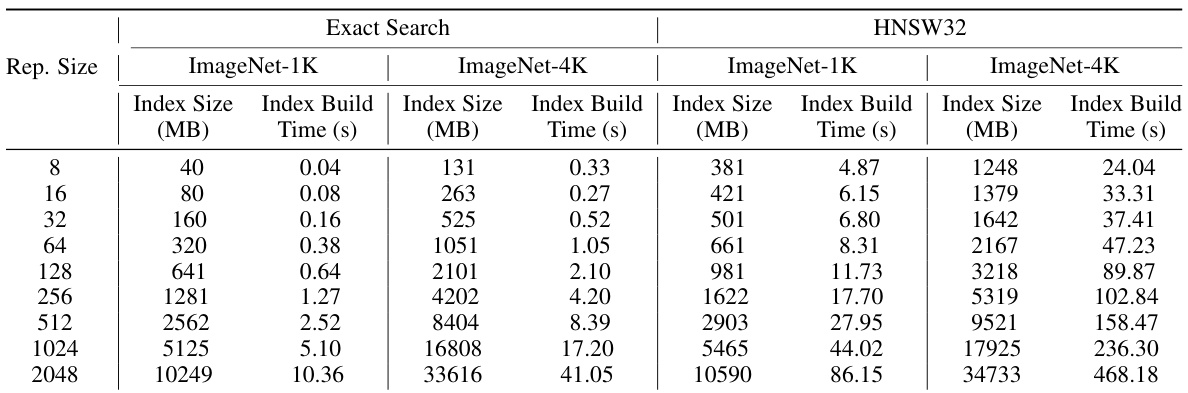 Exact Search HNSW32
Rep. Size ImageNet-1K ImageNet-4K ImageNet-1K ImageNet-4K
Index Size Index Build Index Size Index Build Index Size Index Build Index Size Index Build
(MB) Time (s) (MB) Time (s) (MB) Time (s) (MB) Time (s)
8 40 0.04 131 0.33 381 4.87 1248 24.04
16 80 0.08 263 0.27 421 6.15 1379 33.31
32 160 0.16 525 0.52 501 6.80 1642 37.41
64 320 0.38 1051 1.05 661 8.31 2167 47.23
128 641 0.64 2101 2.10 981 11.73 3218 89.87
256 1281 1.27 4202 4.20 1622 17.70 5319 102.84
512 2562 2.52 8404 8.39 2903 27.95 9521 158.47
1024 5125 5.10 16808 17.20 5465 44.02 17925 236.30
2048 10249 10.36 33616 41.05 10590 86.15 34733 468.18